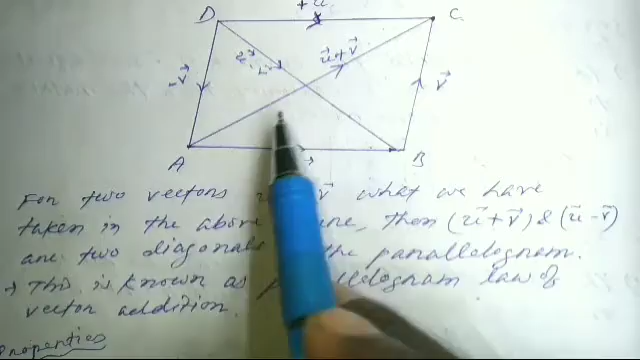 D +u⃗ C
u⃗-v⃗ u⃗+v⃗
-v⃗ v⃗
A B
For two vectors v⃗ what we have
taken in the above, then (u⃗+v⃗) & (u⃗-v⃗)
are two diagonals the parallelogram.
→ This is known as law of
vector addition.
Properties